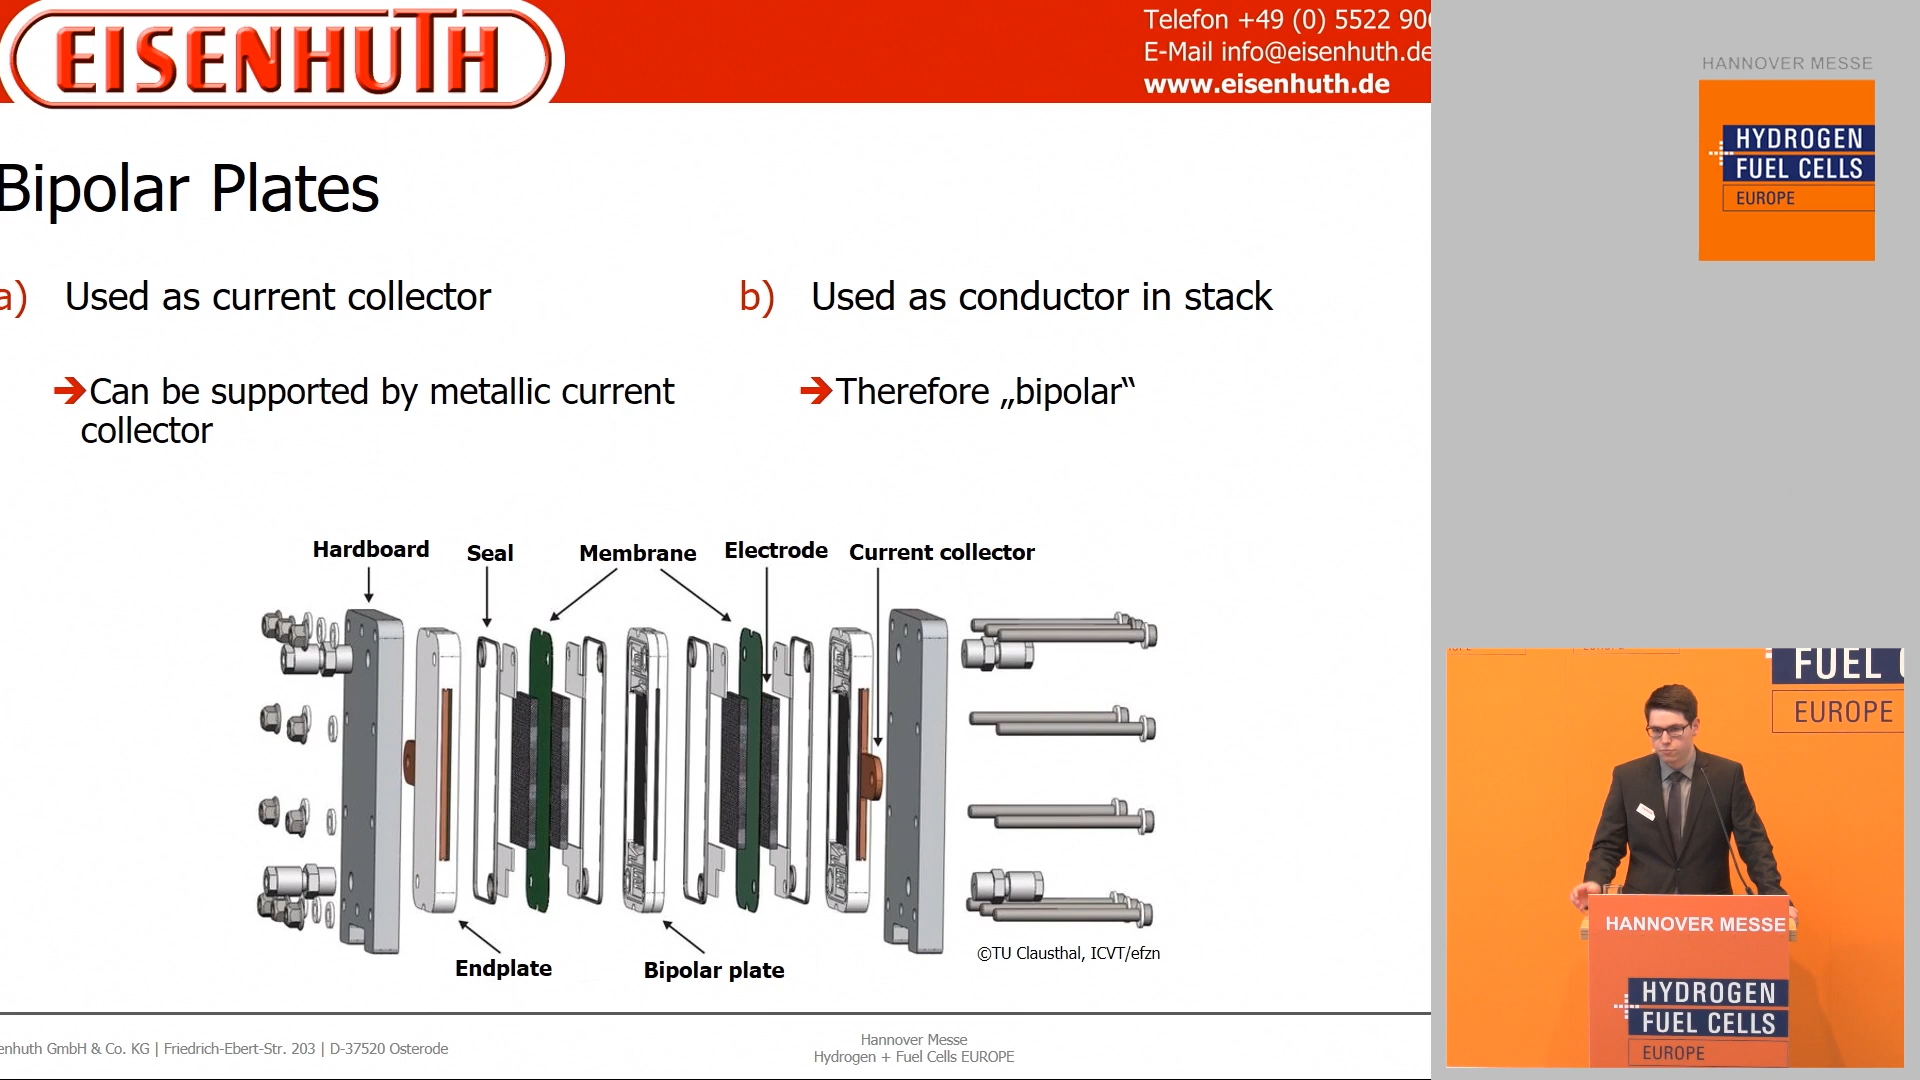 EISENHUTH
Telefon +49 (0) 5522
E-Mail info@eisenhuth.de
www.eisenhuth.de
HANNOVER MESSE
HYDROGEN
FUEL CELLS
EUROPE
Bipolar Plates
a) Used as current collector
b) Used as conductor in stack
Can be supported by metallic current
collector
Therefore „bipolar“
Hardboard
Seal
Membrane
Electrode
Current collector
Endplate
Bipolar plate
©TU Clausthal, ICVT/efzn
GmbH & Co. KG | Friedrich-Ebert-Str. 203 | D-37520 Osterode
Hannover Messe
Hydrogen + Fuel Cells EUROPE
FUEL
EUROPE
HANNOVER MESSE
HYDROGEN
FUEL CELLS
EUROPE